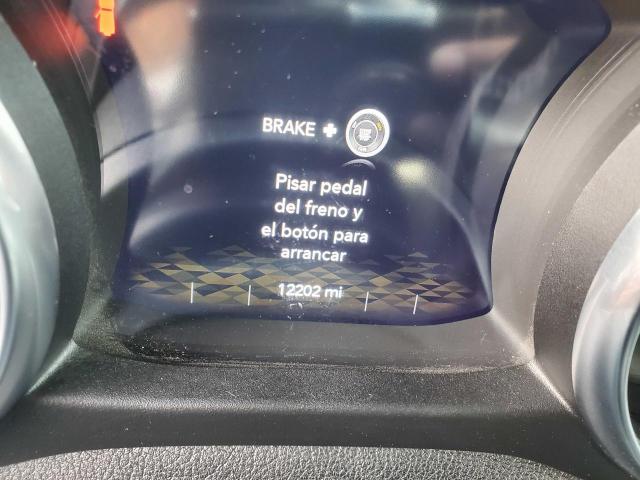 BRAKE +
Pisar pedal
del freno y
el botón para
arrancar
12202 mi